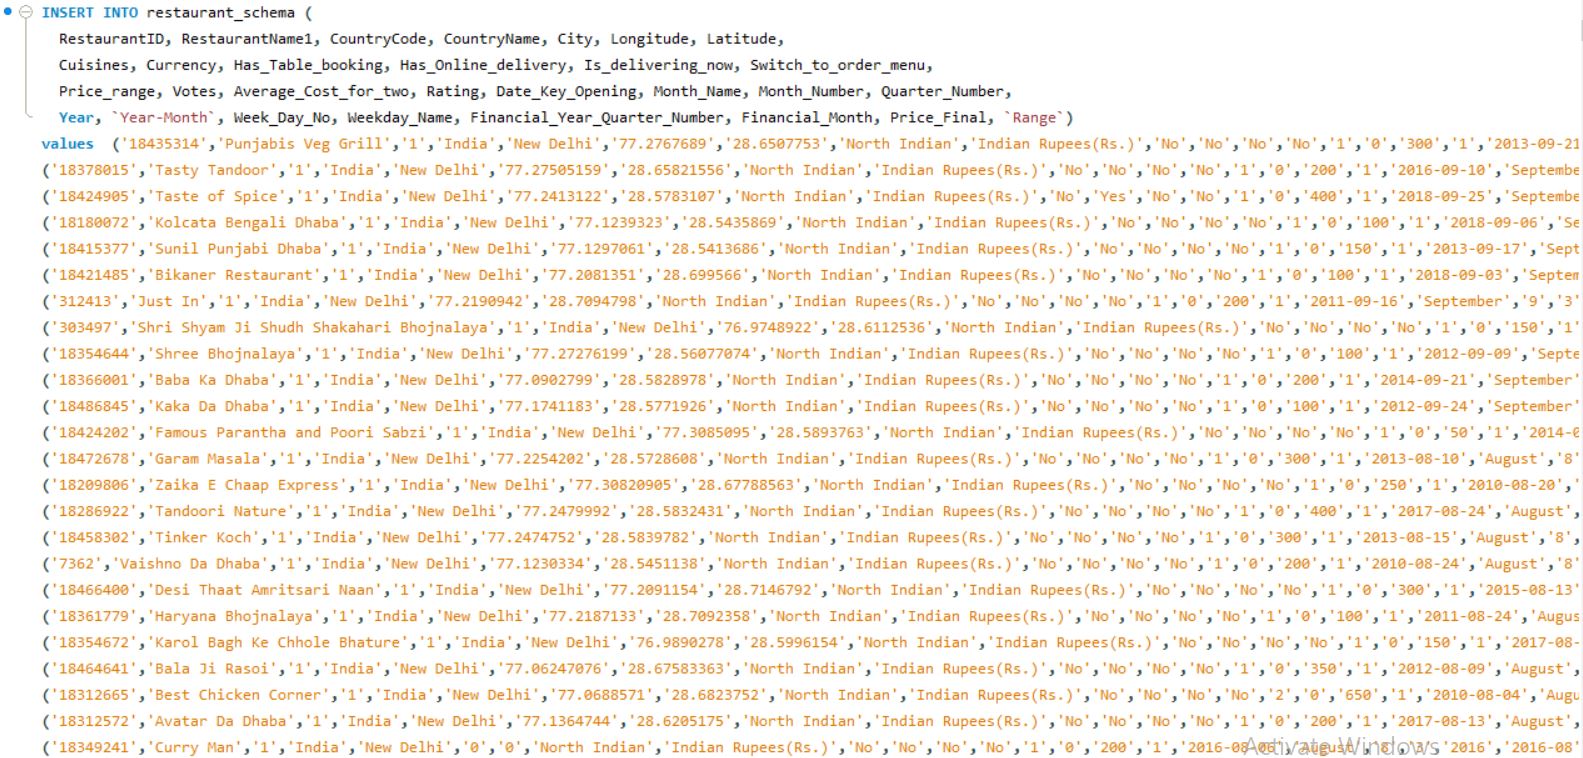 INSERT INTO restaurant_schema (
RestaurantID, RestaurantName1, CountryCode, CountryName, City, Longitude, Latitude,
Cuisines, Currency, Has_Table_booking, Has_Online_delivery, Is_delivering_now, Switch_to_order_menu,
Price_range, Votes, Average_Cost_for_two, Rating, Date_Key_Opening, Month_Name, Month_Number, Quarter_Number,
Year, `Year-Month`, Week_Day_No, Weekday_Name, Financial_Year_Quarter_Number, Financial_Month, Price_Final, `Range`)
values ('18435314','Punjabis Veg Grill','1','India','New Delhi','77.2767689','28.6507753','North Indian','Indian Rupees(Rs.)','No','No','No','No','1','0','300','1','2013-09-21
('18378015','Tasty Tandoor','1','India','New Delhi','77.27505159','28.65821556','North Indian','Indian Rupees(Rs.)','No','No','No','No','1','0','200','1','2016-09-10','Septembe
('18424905','Taste of Spice','1','India','New Delhi','77.2413122','28.5783107','North Indian','Indian Rupees(Rs.)','No','Yes','No','No','1','0','400','1','2018-09-25','Septembe
('18180072','Kolcata Bengali Dhaba','1','India','New Delhi','77.1239323','28.5435869','North Indian','Indian Rupees(Rs.)','No','No','No','No','1','0','100','1','2018-09-06','Se
('18415377','Sunil Punjabi Dhaba','1','India','New Delhi','77.1297061','28.5413686','North Indian','Indian Rupees(Rs.)','No','No','No','No','1','0','150','1','2013-09-17','Sept
('18421485','Bikaner Restaurant','1','India','New Delhi','77.2081351','28.699566','North Indian','Indian Rupees(Rs.)','No','No','No','No','1','0','100','1','2018-09-03','Septem
('312413','Just In','1','India','New Delhi','77.2190942','28.7094798','North Indian','Indian Rupees(Rs.)','No','No','No','No','1','0','200','1','2011-09-16','September','9','3'
('303497','Shri Shyam Ji Shudh Shakahari Bhojnalaya','1','India','New Delhi','76.9748922','28.6112536','North Indian','Indian Rupees(Rs.)','No','No','No','No','1','0','150','1'
('18354644','Shree Bhojnalaya','1','India','New Delhi','77.27276199','28.56077074','North Indian','Indian Rupees(Rs.)','No','No','No','No','1','0','100','1','2012-09-09','Septe
('18366001','Baba Ka Dhaba','1','India','New Delhi','77.0902799','28.5828978','North Indian','Indian Rupees(Rs.)','No','No','No','No','1','0','200','1','2014-09-21','September'
('18486845','Kaka Da Dhaba','1','India','New Delhi','77.1741183','28.5771926','North Indian','Indian Rupees(Rs.)','No','No','No','No','1','0','100','1','2012-09-24','September'
('18424202','Famous Parantha and Poori Sabzi','1','India','New Delhi','77.3085095','28.5893763','North Indian','Indian Rupees(Rs.)','No','No','No','No','1','0','50','1','2014-0
('18472678','Garam Masala','1','India','New Delhi','77.2254202','28.5728608','North Indian','Indian Rupees(Rs.)','No','No','No','No','1','0','300','1','2013-08-10','August','8'
('18209806','Zaika E Chaap Express','1','India','New Delhi','77.30820905','28.67788563','North Indian','Indian Rupees(Rs.)','No','No','No','No','1','0','250','1','2010-08-20','
('18286922','Tandoori Nature','1','India','New Delhi','77.2479992','28.5832431','North Indian','Indian Rupees(Rs.)','No','No','No','No','1','0','400','1','2017-08-24','August',
('18458302','Tinker Koch','1','India','New Delhi','77.2474752','28.5839782','North Indian','Indian Rupees(Rs.)','No','No','No','No','1','0','300','1','2013-08-15','August','8',
('7362','Vaishno Da Dhaba','1','India','New Delhi','77.1230334','28.5451138','North Indian','Indian Rupees(Rs.)','No','No','No','No','1','0','200','1','2010-08-24','August','8'
('18466400','Desi Thaat Amritsari Naan','1','India','New Delhi','77.2091154','28.7146792','North Indian','Indian Rupees(Rs.)','No','No','No','No','1','0','300','1','2015-08-13'
('18361779','Haryana Bhojnalaya','1','India','New Delhi','77.2187133','28.7092358','North Indian','Indian Rupees(Rs.)','No','No','No','No','1','0','100','1','2011-08-24','Augus
('18354672','Karol Bagh Ke Chhole Bhature','1','India','New Delhi','76.9890278','28.5996154','North Indian','Indian Rupees(Rs.)','No','No','No','No','1','0','150','1','2017-08-
('18464641','Bala Ji Rasoi','1','India','New Delhi','77.06247076','28.67583363','North Indian','Indian Rupees(Rs.)','No','No','No','No','1','0','350','1','2012-08-09','August',
('18312665','Best Chicken Corner','1','India','New Delhi','77.0688571','28.6823752','North Indian','Indian Rupees(Rs.)','No','No','No','No','2','0','650','1','2010-08-04','Augu
('18312572','Avatar Da Dhaba','1','India','New Delhi','77.1364744','28.6205175','North Indian','Indian Rupees(Rs.)','No','No','No','No','1','0','200','1','2017-08-13','August',
('18349241','Curry Man','1','India','New Delhi','0','0','North Indian','Indian Rupees(Rs.)','No','No','No','No','1','0','200','1','2016-08-06','August','8','3','2016','2016-08'
Activate Windows